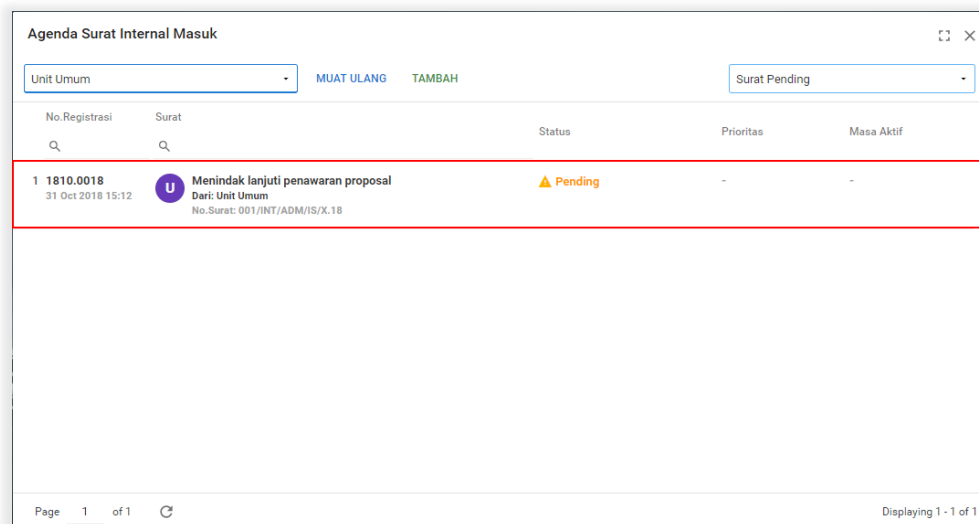 Agenda Surat Internal Masuk
Unit Umum MUAT ULANG TAMBAH Surat Pending
No.Registrasi Surat Status Prioritas Masa Aktif
1 1810.0018 U Menindak lanjuti penawaran proposal Pending - -
31 Oct 2018 15:12 Dari: Unit Umum
No.Surat: 001/INT/ADM/IS/X.18
Page 1 of 1 Displaying 1 - 1 of 1